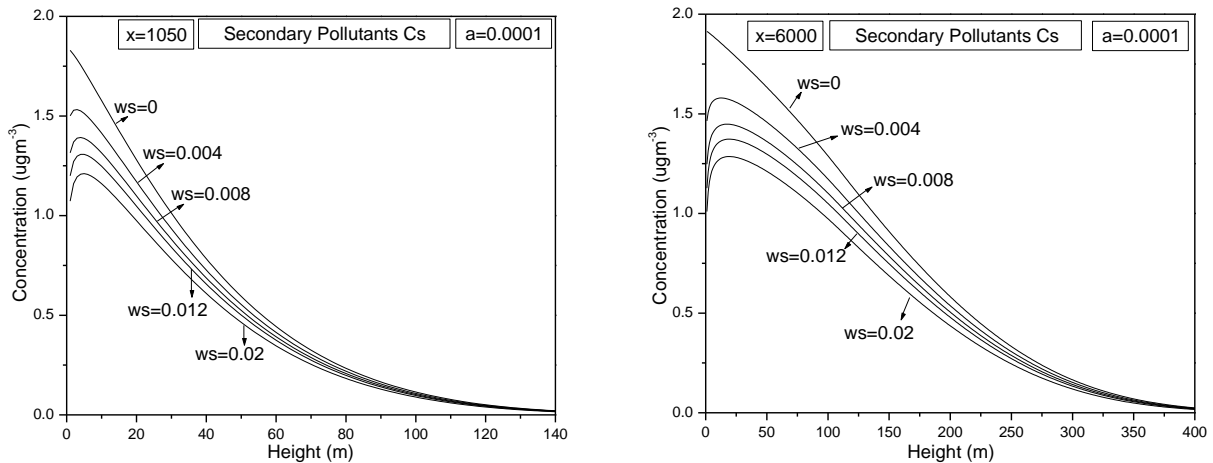 2.0
1.5
1.0
0.5
0.0
Concentration (ugm-3)
x=1050
Secondary Pollutants Cs
a=0.0001
ws=0
ws=0.004
ws=0.008
ws=0.012
ws=0.02
0 20 40 60 80 100 120 140
Height (m)
2.0
1.5
1.0
0.5
0.0
Concentration (ugm-3)
x=6000
Secondary Pollutants Cs
a=0.0001
ws=0
ws=0.004
ws=0.008
ws=0.012
ws=0.02
0 50 100 150 200 250 300 350 400
Height (m)